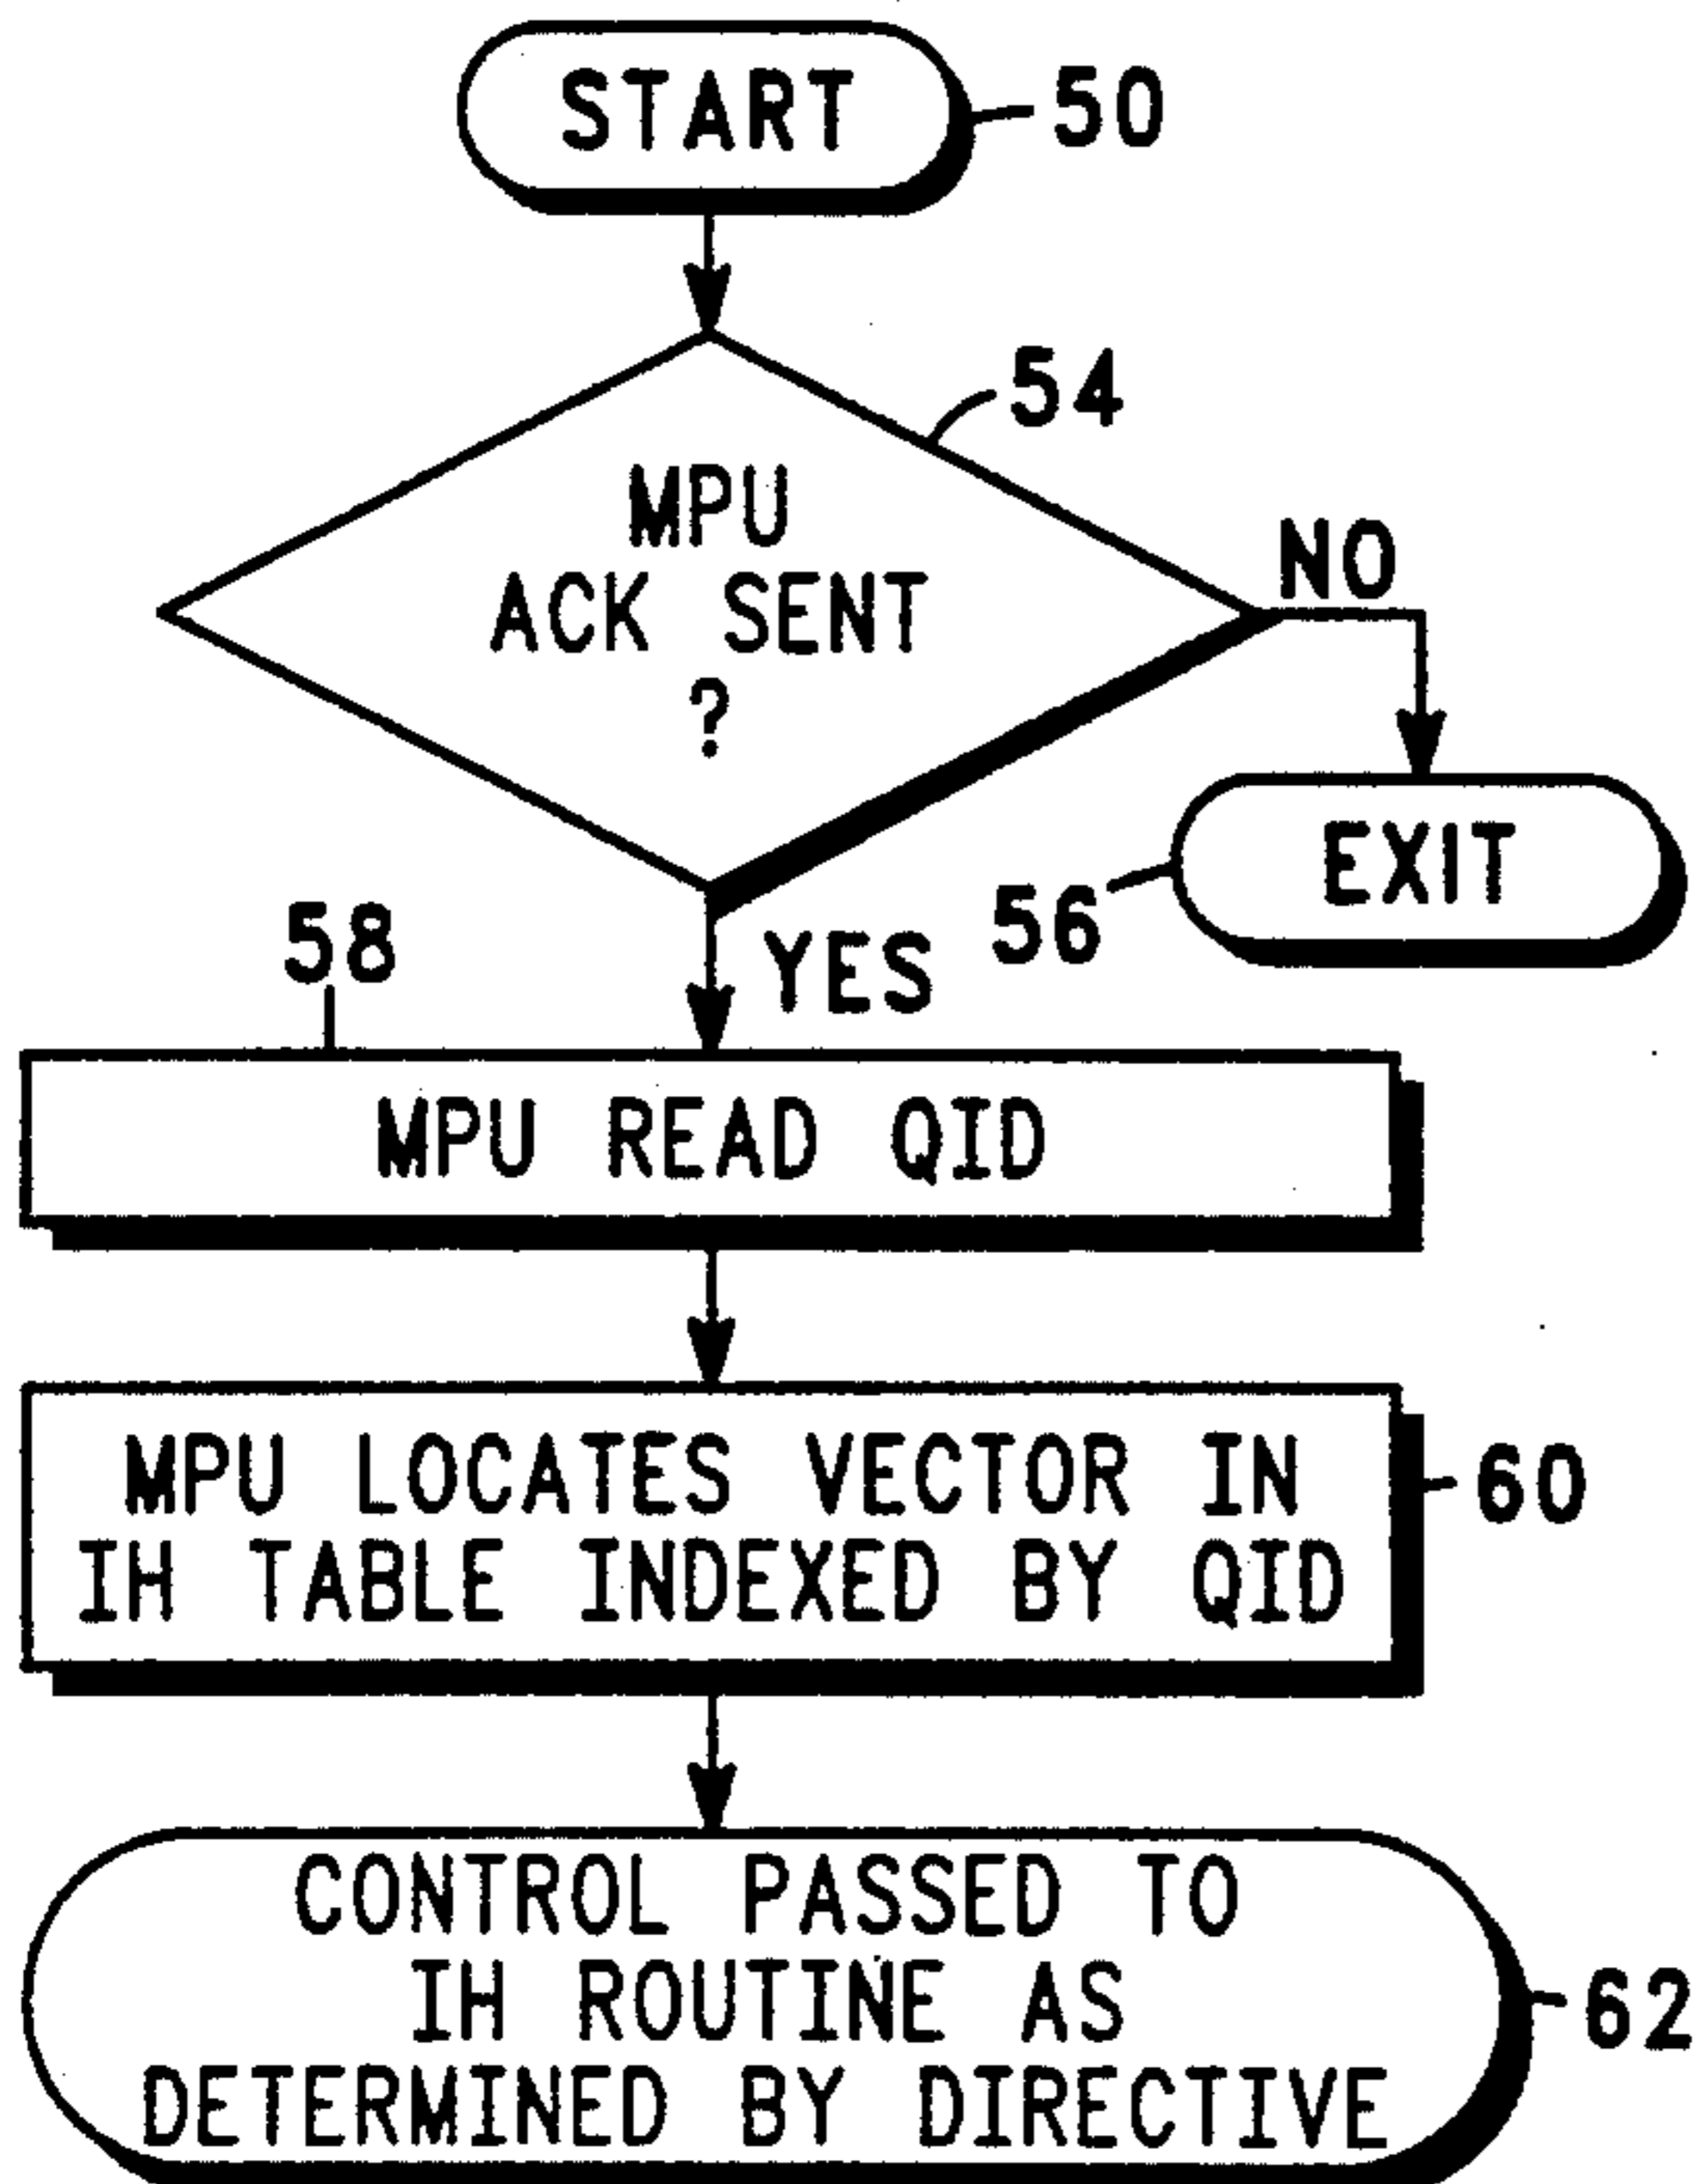 START
50
54
MPU
ACK SENT
?
NO
EXIT
56
YES
58
MPU READ QID
MPU LOCATES VECTOR IN
IH TABLE INDEXED BY QID
60
CONTROL PASSED TO
IH ROUTINE AS
DETERMINED BY DIRECTIVE
62